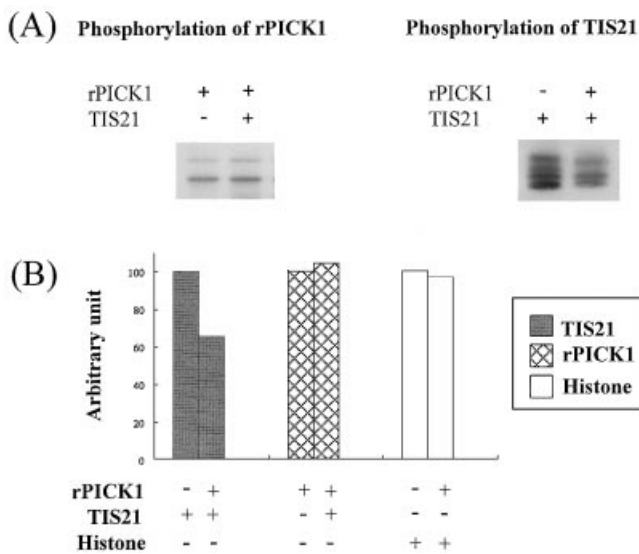 (A) Phosphorylation of rPICK1 Phosphorylation of TIS21
rPICK1 + + rPICK1 - +
TIS21 - + TIS21 + +
(B)
Arbitrary unit
100
80
60
40
20
0
TIS21
rPICK1
Histone
rPICK1 - + + + - +
TIS21 + + - + - -
Histone - - - - + +